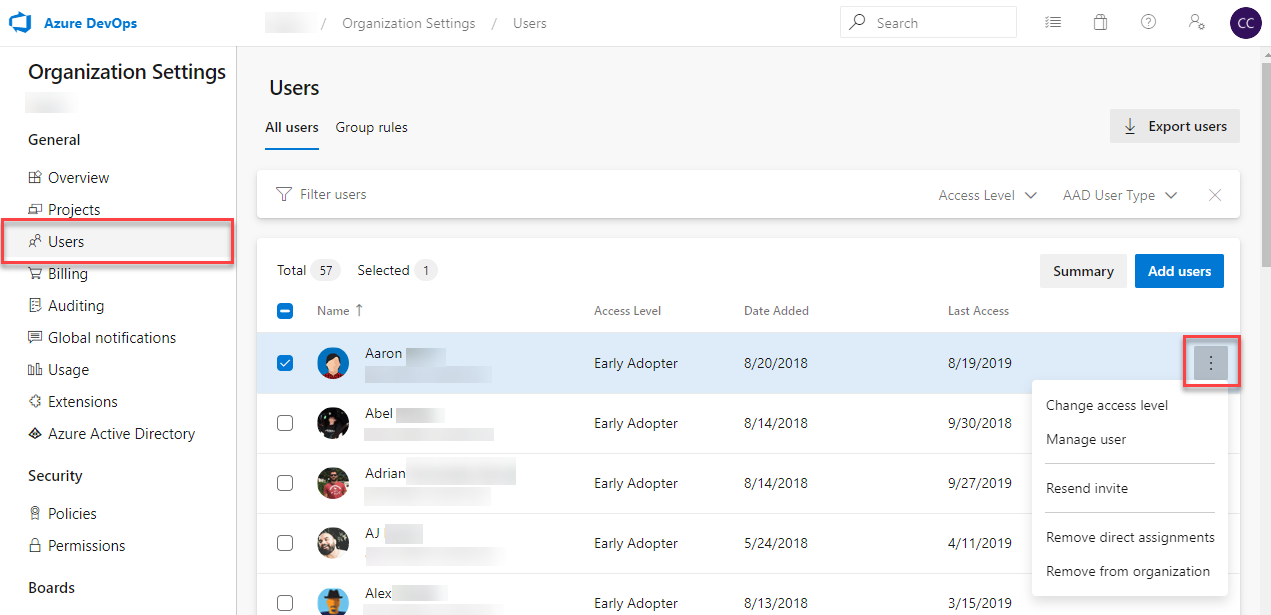 Azure DevOps / Organization Settings / Users Search CC
Organization Settings
General
Overview
Projects
Users
Billing
Auditing
Global notifications
Usage
Extensions
Azure Active Directory
Security
Policies
Permissions
Boards
Users
All users Group rules
Export users
Filter users Access Level AAD User Type
Total 57 Selected 1 Summary Add users
Name ↑ Access Level Date Added Last Access
Aaron Early Adopter 8/20/2018 8/19/2019
Abel Early Adopter 8/14/2018 9/30/2018
Adrian Early Adopter 8/14/2018 9/27/2019
AJ Early Adopter 5/24/2018 4/11/2019
Alex Early Adopter 8/13/2018 3/15/2019
Change access level
Manage user
Resend invite
Remove direct assignments
Remove from organization